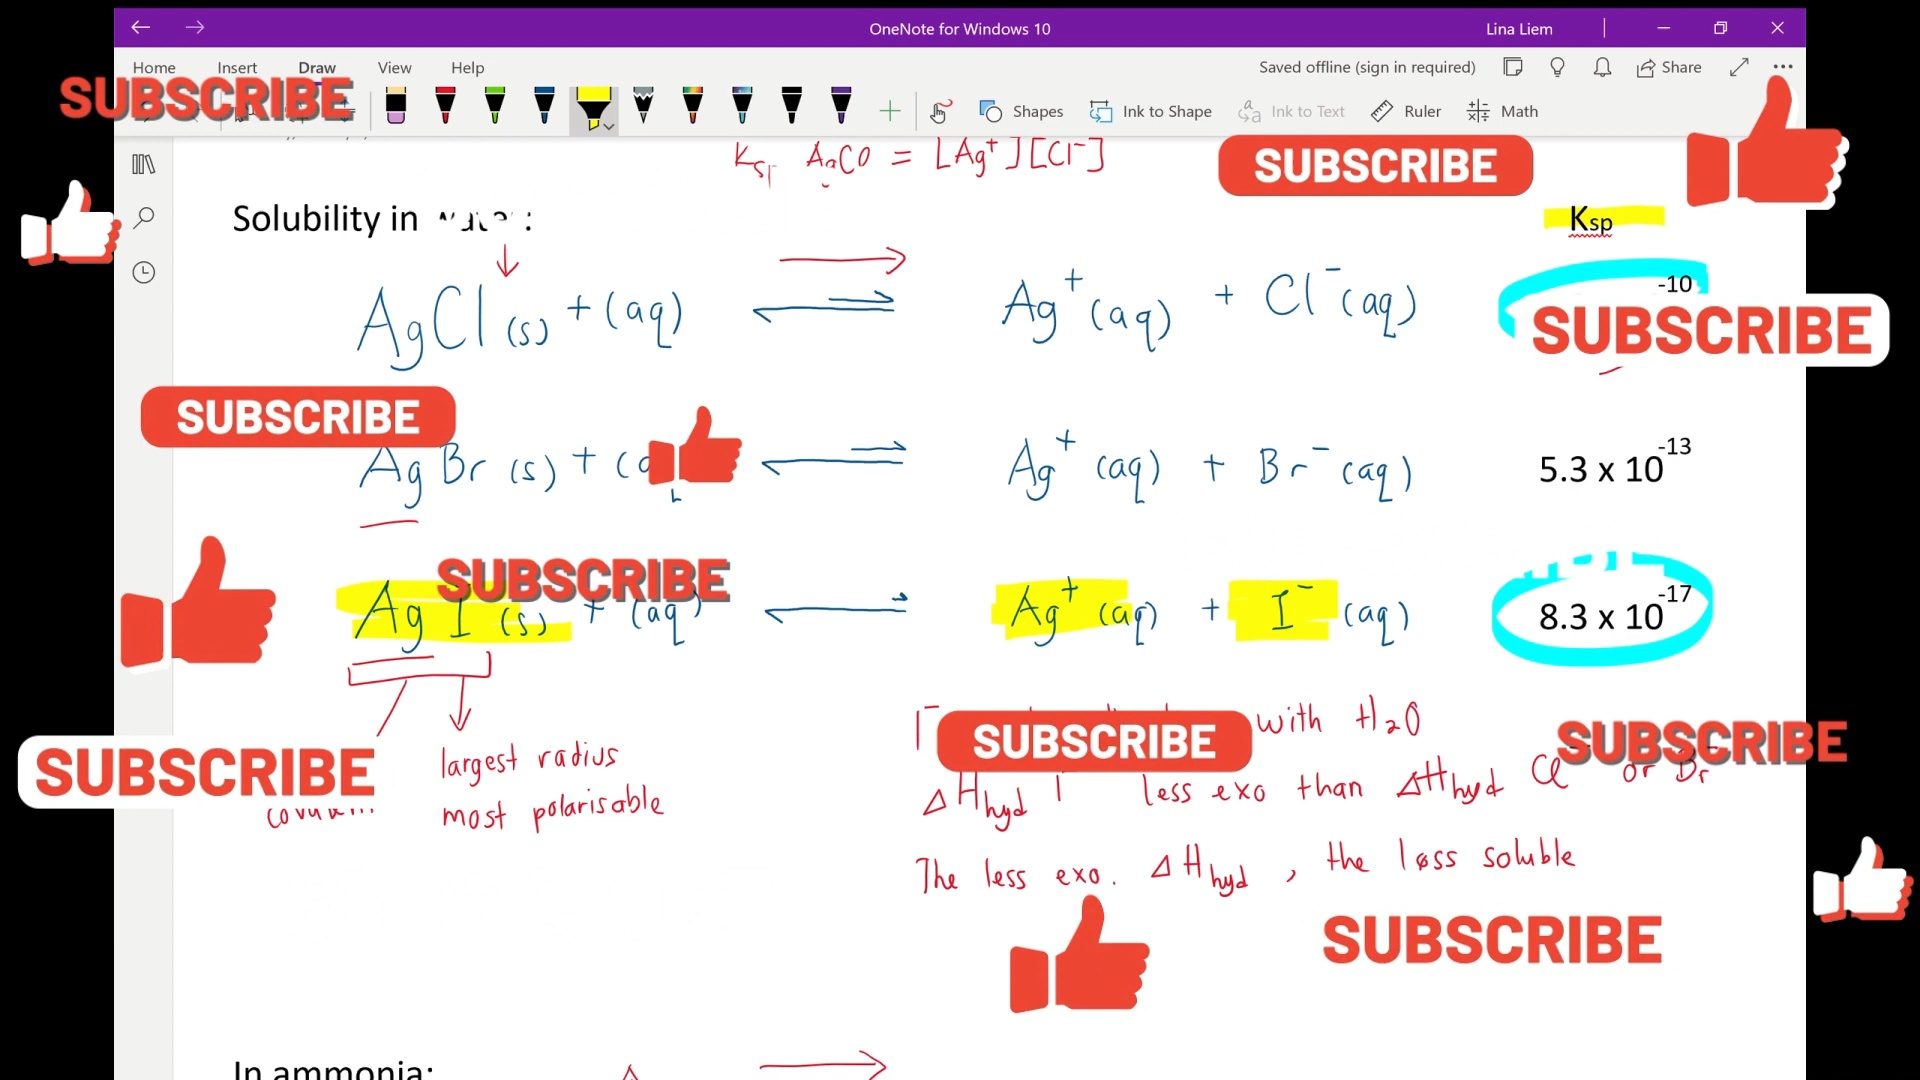 OneNote for Windows 10
Lina Liem
Home Insert Draw View Help
Saved offline (sign in required) Share
SUBSCRIBE
Shapes Ink to Shape Ink to Text Ruler Math
= [Ag⁺][Cl⁻]
SUBSCRIBE
Solubility in water:
Ksp
AgCl(s) + (aq) ⇌ Ag⁺(aq) + Cl⁻(aq)
-10
SUBSCRIBE
SUBSCRIBE
AgBr(s) + ⇌ Ag⁺(aq) + Br⁻(aq) 5.3 x 10⁻¹³
SUBSCRIBE
AgI(s) + (aq) ⇌ Ag⁺(aq) + I⁻(aq) 8.3 x 10⁻¹⁷
with H₂O
SUBSCRIBE
SUBSCRIBE
SUBSCRIBE
largest radius
most polarisable
ΔHhyd I⁻ less exo than ΔHhyd Cl⁻ or Br⁻
The less exo. ΔHhyd, the less soluble
SUBSCRIBE
In ammonia: